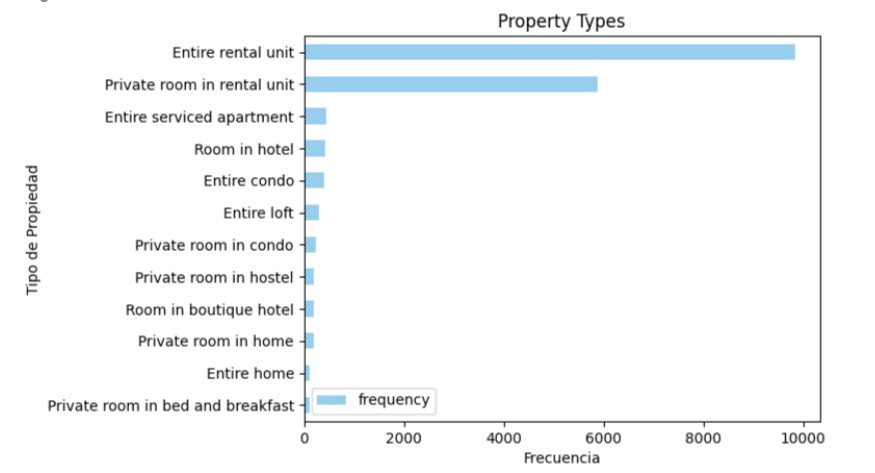 Property Types
Entire rental unit
Private room in rental unit
Entire serviced apartment
Room in hotel
Entire condo
Entire loft
Private room in condo
Private room in hostel
Room in boutique hotel
Private room in home
Entire home
Private room in bed and breakfast
Tipo de Propiedad
frequency
0 2000 4000 6000 8000 10000
Frecuencia